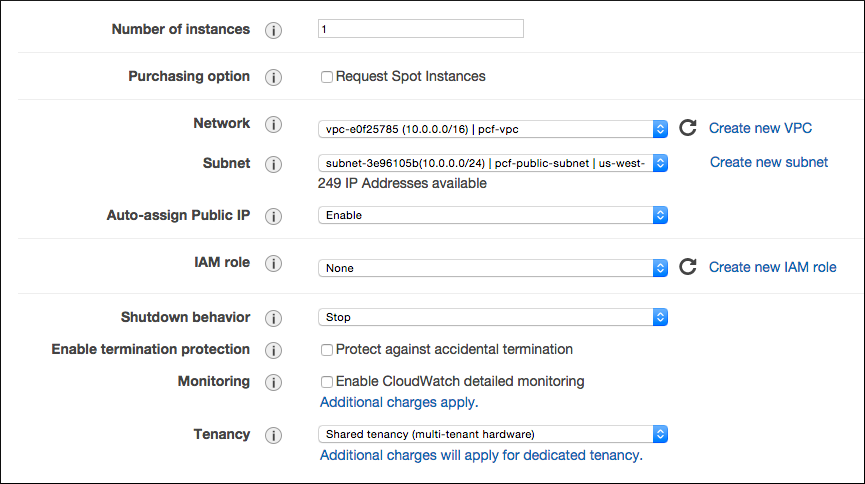 Number of instances i 1
Purchasing option i Request Spot Instances
Network i vpc-e0f25785 (10.0.0.0/16) | pcf-vpc Create new VPC
Subnet i subnet-3e96105b(10.0.0.0/24) | pcf-public-subnet | us-west- Create new subnet
249 IP Addresses available
Auto-assign Public IP i Enable
IAM role i None Create new IAM role
Shutdown behavior i Stop
Enable termination protection i Protect against accidental termination
Monitoring i Enable CloudWatch detailed monitoring
Additional charges apply.
Tenancy i Shared tenancy (multi-tenant hardware)
Additional charges will apply for dedicated tenancy.